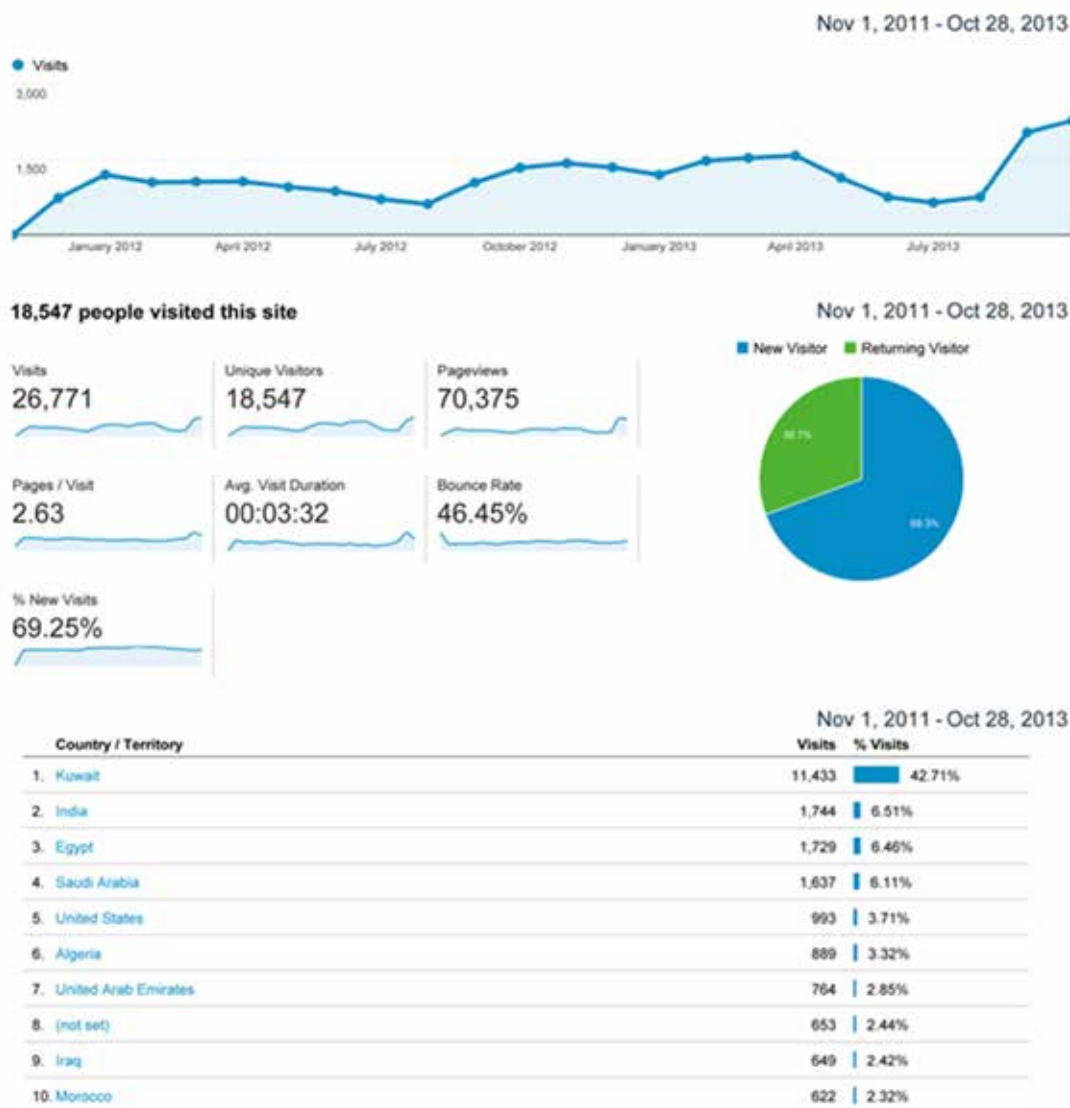 Nov 1, 2011 - Oct 28, 2013
Visits
3,000
1,500
January 2012 April 2012 July 2012 October 2012 January 2013 April 2013 July 2013
18,547 people visited this site
Nov 1, 2011 - Oct 28, 2013
New Visitor Returning Visitor
Visits Unique Visitors Pageviews
26,771 18,547 70,375
30.7%
Pages / Visit Avg. Visit Duration Bounce Rate
2.63 00:03:32 46.45%
69.3%
% New Visits
69.25%
Nov 1, 2011 - Oct 28, 2013
Country / Territory Visits % Visits
1. Kuwait 11,433 42.71%
2. India 1,744 6.51%
3. Egypt 1,729 6.46%
4. Saudi Arabia 1,637 6.11%
5. United States 993 3.71%
6. Algeria 889 3.32%
7. United Arab Emirates 764 2.85%
8. (not set) 653 2.44%
9. Iraq 649 2.42%
10. Morocco 622 2.32%